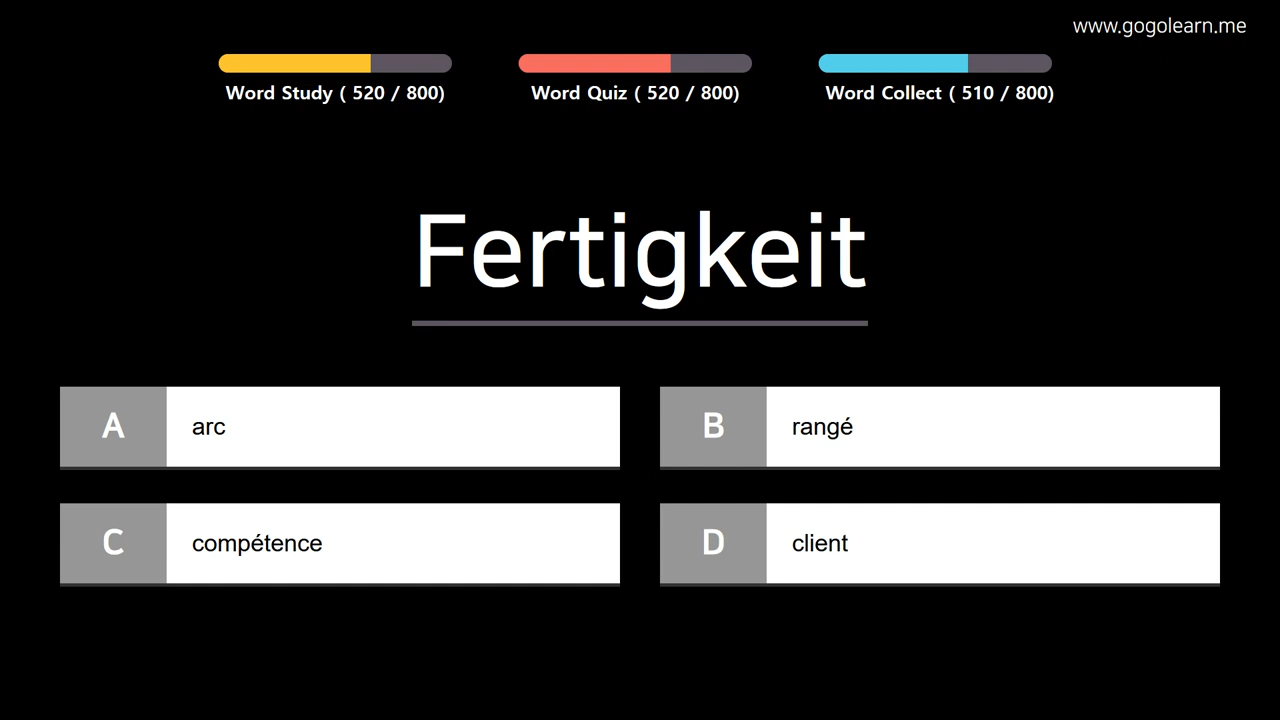 www.gogolearn.me
Word Study ( 520 / 800)
Word Quiz ( 520 / 800)
Word Collect ( 510 / 800)
Fertigkeit
A arc
B rangé
C compétence
D client